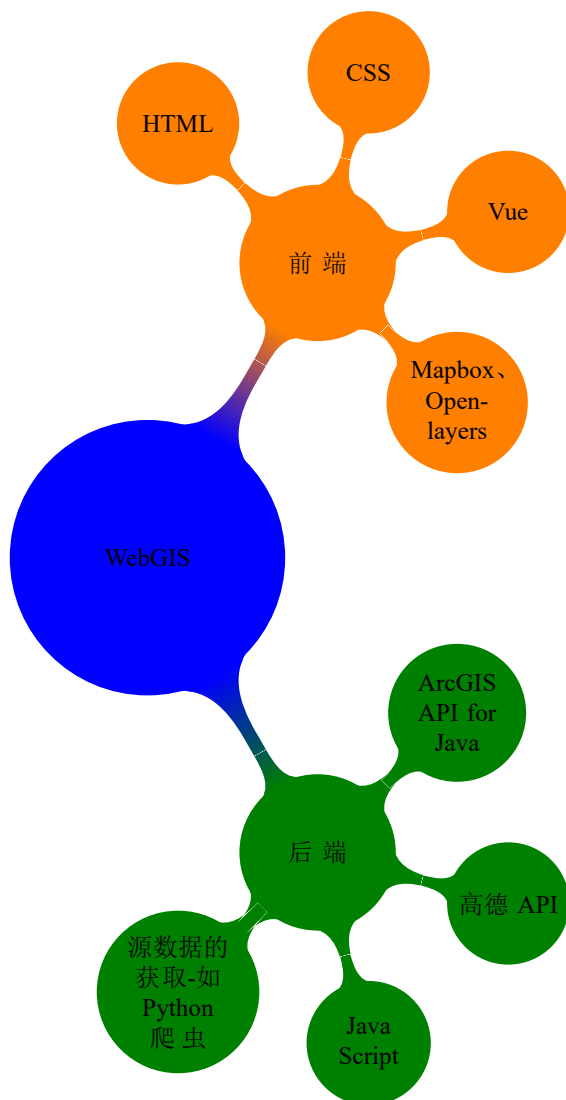 CSS
HTML
Vue
前端
Mapbox、
Open-
layers
WebGIS
ArcGIS
API for
Java
后端
高德 API
源数据的
获取-如
Python
爬虫
Java
Script